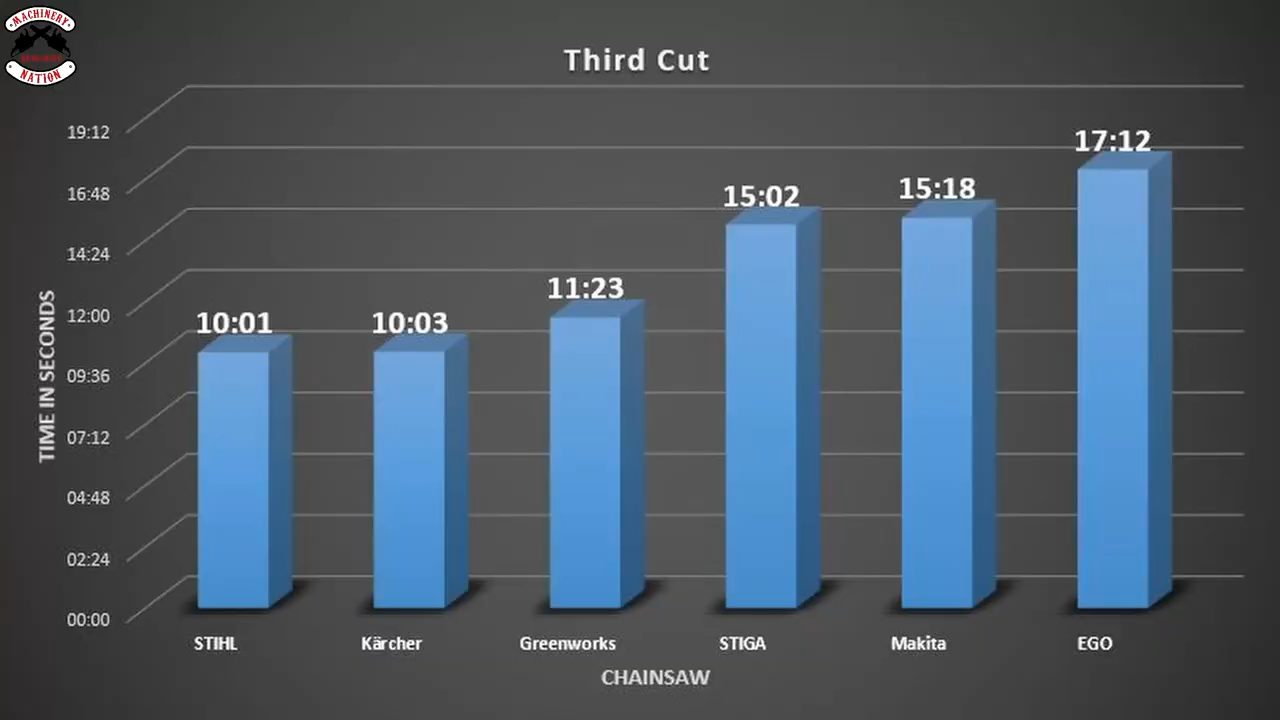 MACHINERY
NATION
Third Cut
19:12
16:48
14:24
12:00
09:36
07:12
04:48
02:24
00:00
TIME IN SECONDS
10:01
10:03
11:23
15:02
15:18
17:12
STIHL
Kärcher
Greenworks
STIGA
Makita
EGO
CHAINSAW